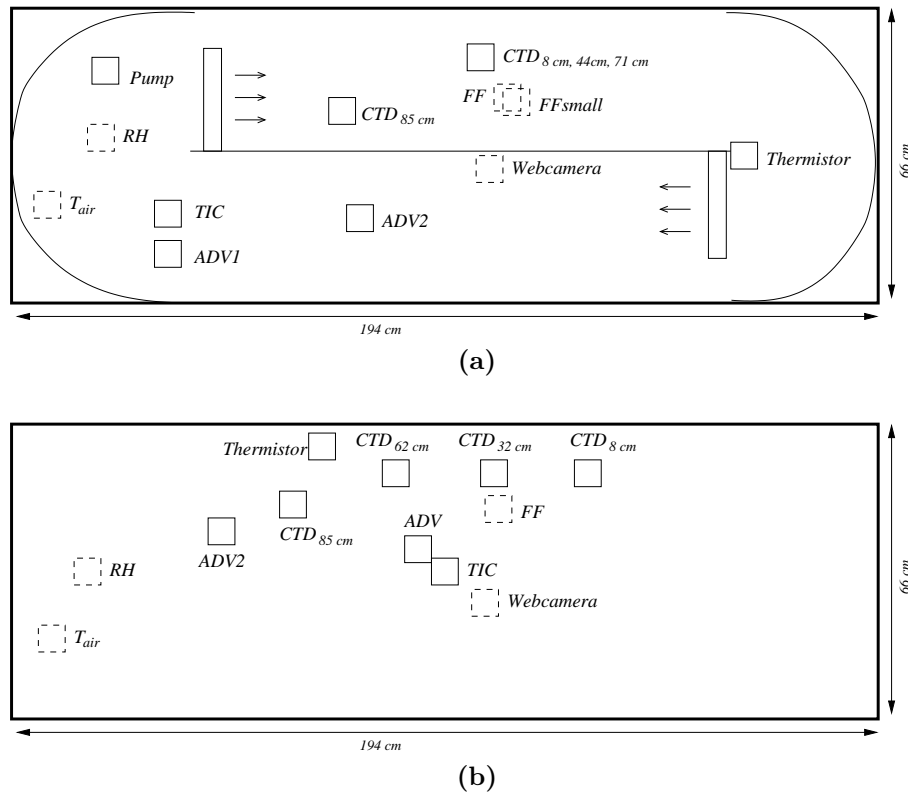 CTD 8 cm, 44cm, 71 cm
Pump
FF
FFsmall
CTD 85 cm
RH
Thermistor
Webcamera
T air
TIC
ADV2
ADV1
66 cm
194 cm
(a)
Thermistor
CTD 62 cm
CTD 32 cm
CTD 8 cm
FF
ADV
CTD 85 cm
ADV2
RH
TIC
Webcamera
T air
66 cm
194 cm
(b)